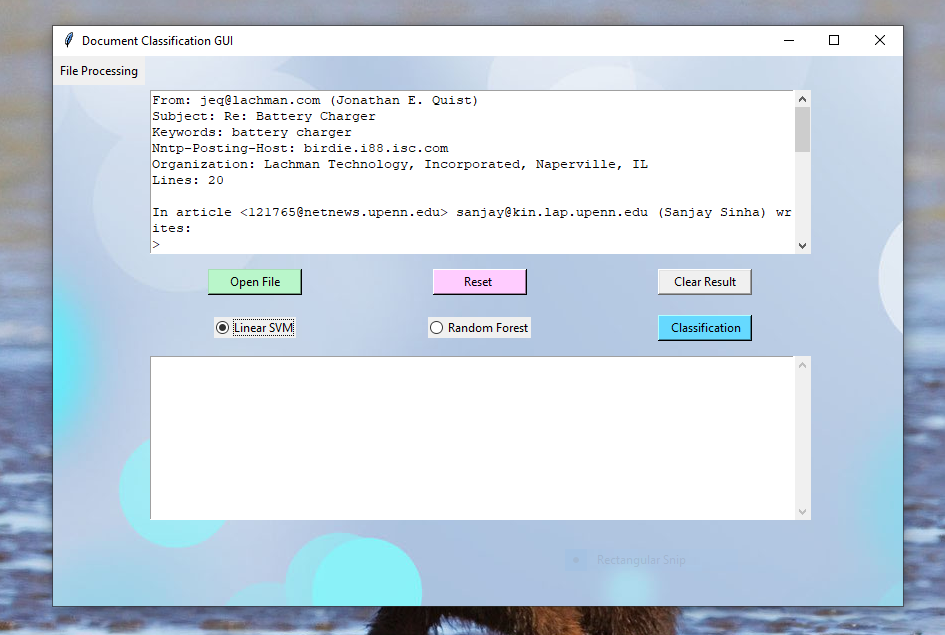 Document Classification GUI
File Processing
From: jeq@lachman.com (Jonathan E. Quist)
Subject: Re: Battery Charger
Keywords: battery charger
Nntp-Posting-Host: birdie.i88.isc.com
Organization: Lachman Technology, Incorporated, Naperville, IL
Lines: 20
In article <121765@netnews.upenn.edu> sanjay@kin.lap.upenn.edu (Sanjay Sinha) wr
ites:
>
Open File Reset Clear Result
Linear SVM Random Forest Classification
Rectangular Snip